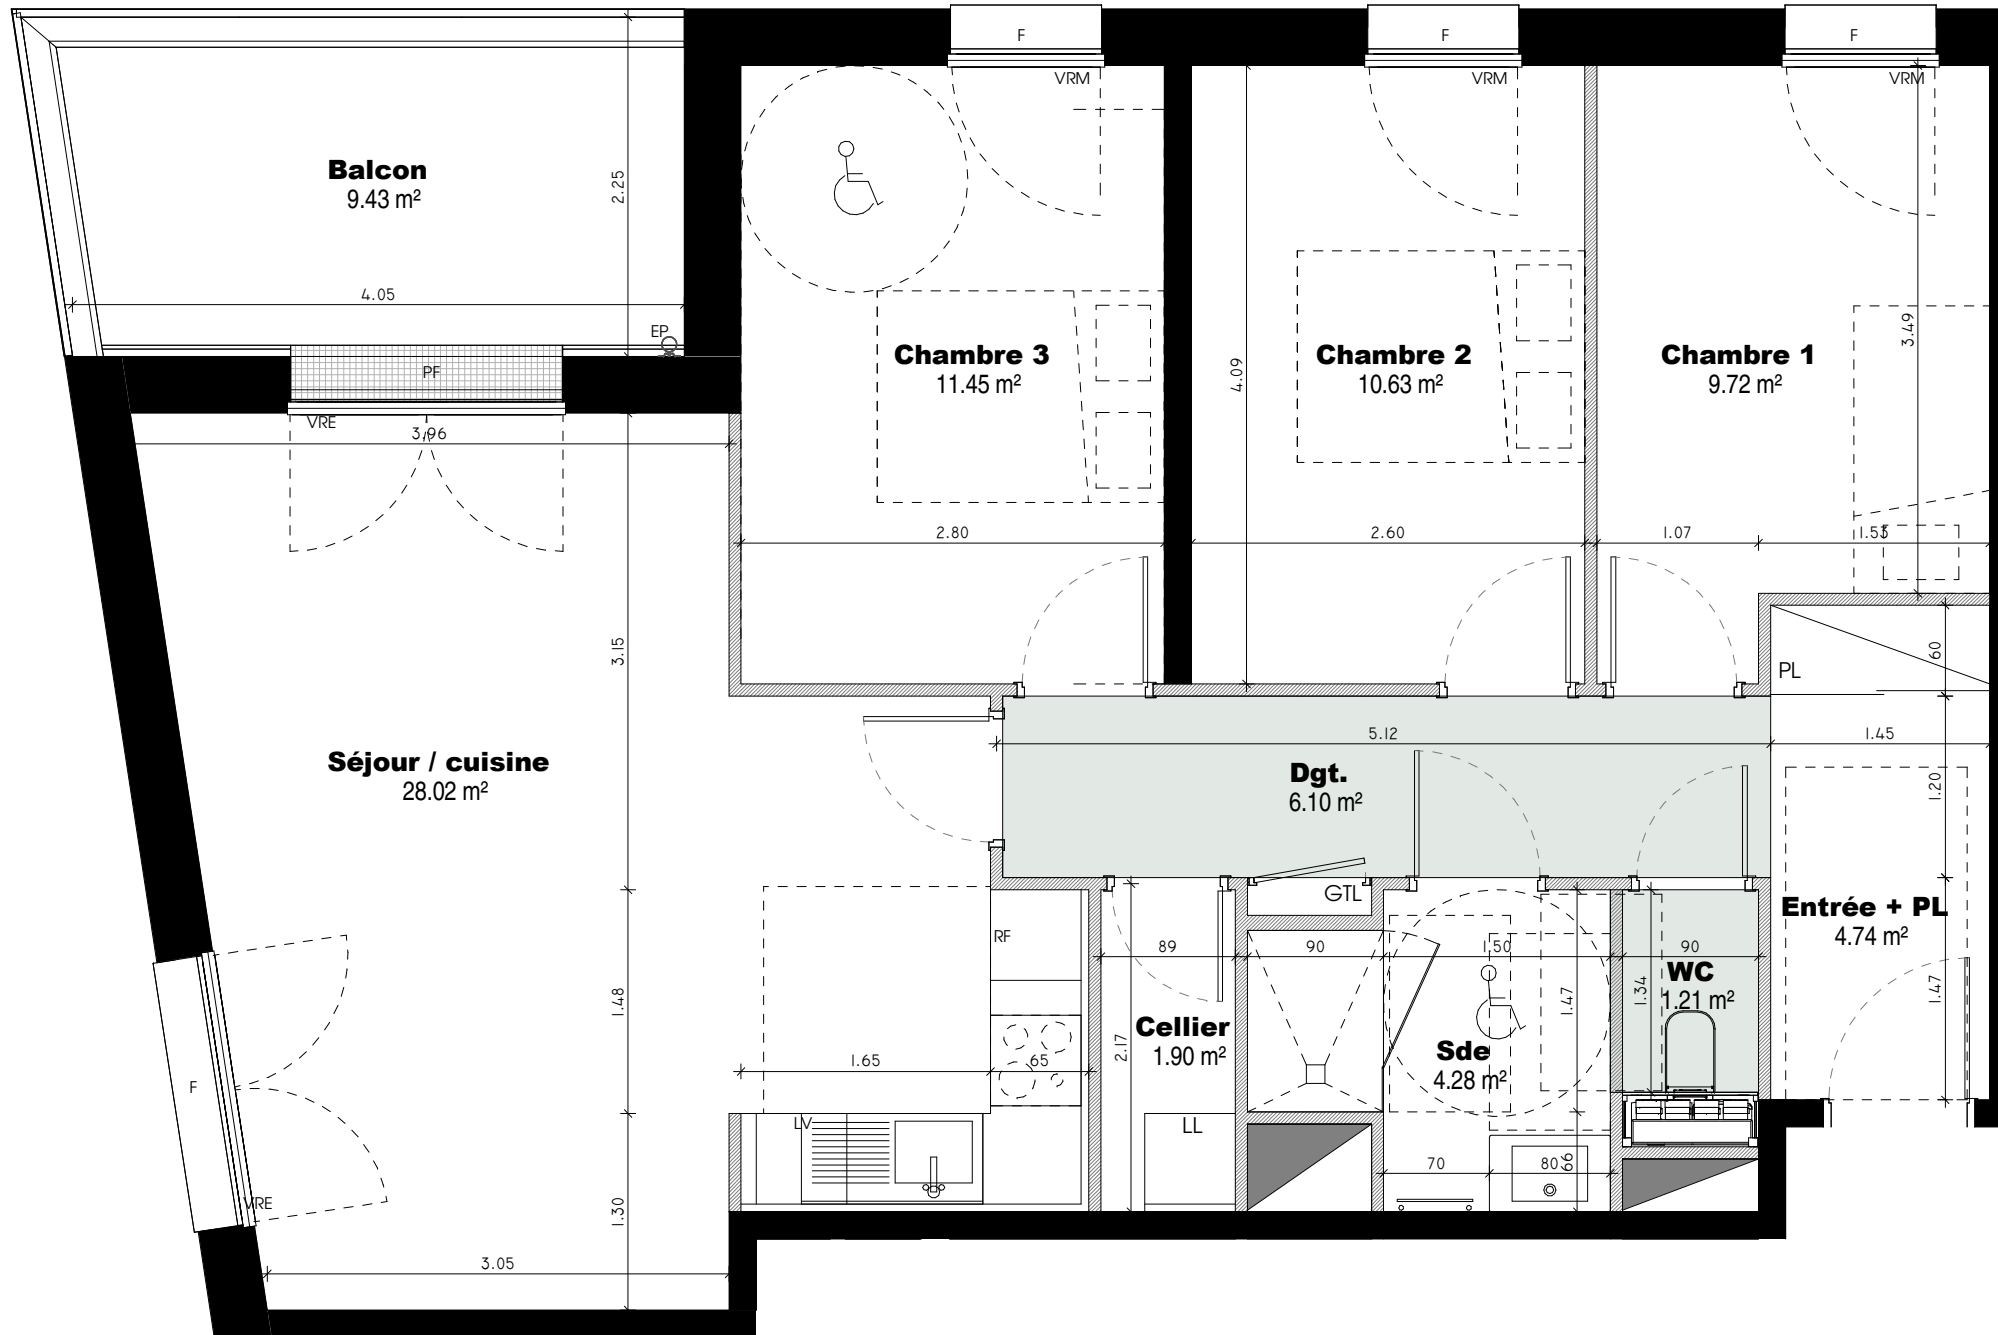 F
F
F
VRM
VRM
VRM
Balcon
9.43 m²
2.25
4.05
EP
PF
VRE
3.96
Chambre 3
11.45 m²
2.80
Chambre 2
10.63 m²
4.09
2.60
Chambre 1
9.72 m²
3.49
1.07
1.53
3.15
60
PL
Séjour / cuisine
28.02 m²
5.12
1.45
Dgt.
6.10 m²
1.20
GTL
Entrée + PL
4.74 m²
RF
89
90
1.50
90
WC
1.21 m²
1.34
1.47
1.47
1.48
Cellier
1.90 m²
2.17
Sde
4.28 m²
1.65
65
F
LV
LL
70
80
66
VRE
1.30
3.05